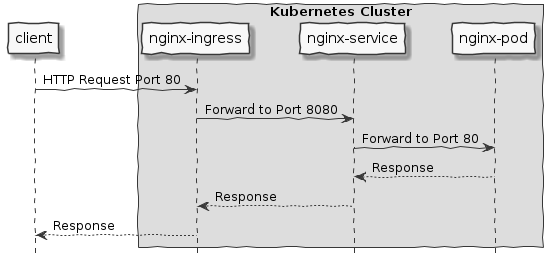 Kubernetes Cluster
client
nginx-ingress
nginx-service
nginx-pod
HTTP Request Port 80
Forward to Port 8080
Forward to Port 80
Response
Response
Response